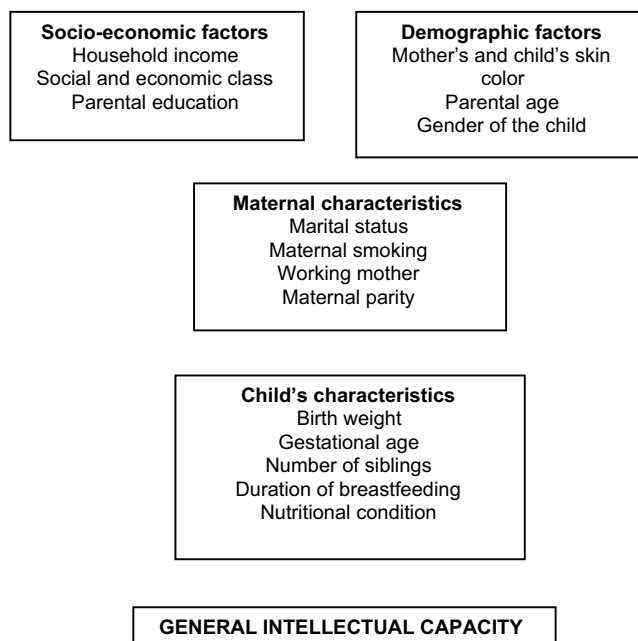 Socio-economic factors
Household income
Social and economic class
Parental education
Demographic factors
Mother’s and child’s skin
color
Parental age
Gender of the child
Maternal characteristics
Marital status
Maternal smoking
Working mother
Maternal parity
Child’s characteristics
Birth weight
Gestational age
Number of siblings
Duration of breastfeeding
Nutritional condition
GENERAL INTELLECTUAL CAPACITY